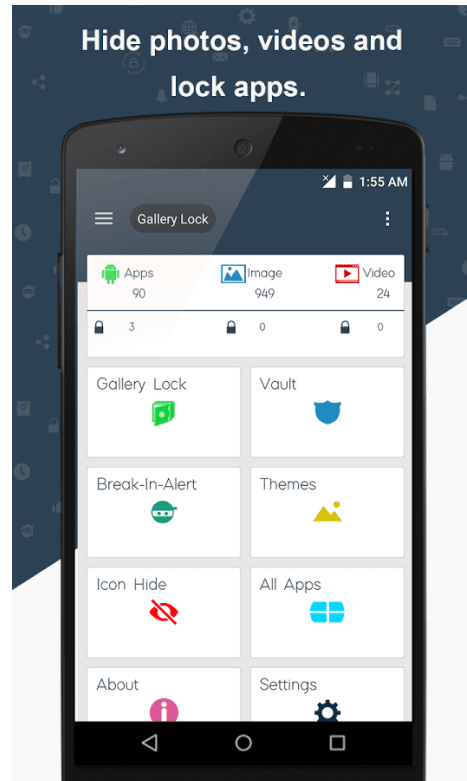 Hide photos, videos and
lock apps.
1:55 AM
Gallery Lock
Apps Image Video
90 949 24
3 0 0
Gallery Lock Vault
Break-In-Alert Themes
Icon Hide All Apps
About Settings